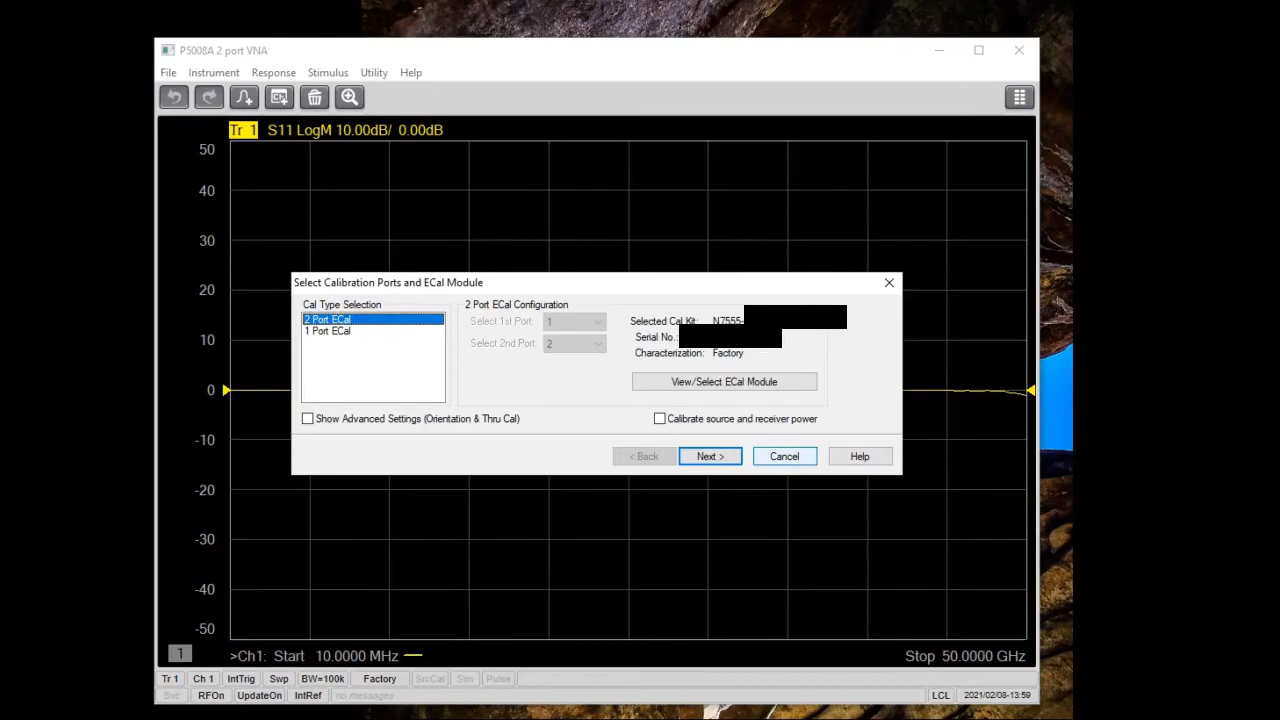 P5008A 2 port VNA
File Instrument Response Stimulus Utility Help
Tr 1 S11 LogM 10.00dB/ 0.00dB
50
40
30
20
10
0
-10
-20
-30
-40
-50
Select Calibration Ports and ECal Module
Cal Type Selection
2 Port ECal
1 Port ECal
2 Port ECal Configuration
Select 1st Port: 1
Select 2nd Port: 2
Selected Cal Kit: N7555-
Serial No.:
Characterization: Factory
View/Select ECal Module
Show Advanced Settings (Orientation & Thru Cal)
Calibrate source and receiver power
< Back Next > Cancel Help
1 >Ch1: Start 10.0000 MHz Stop 50.0000 GHz
Tr 1 Ch 1 IntTrig Swp BW=100k Factory SrcCal Sim Pulse
Svc RFOn UpdateOn IntRef no messages LCL 2021/02/08-13:59